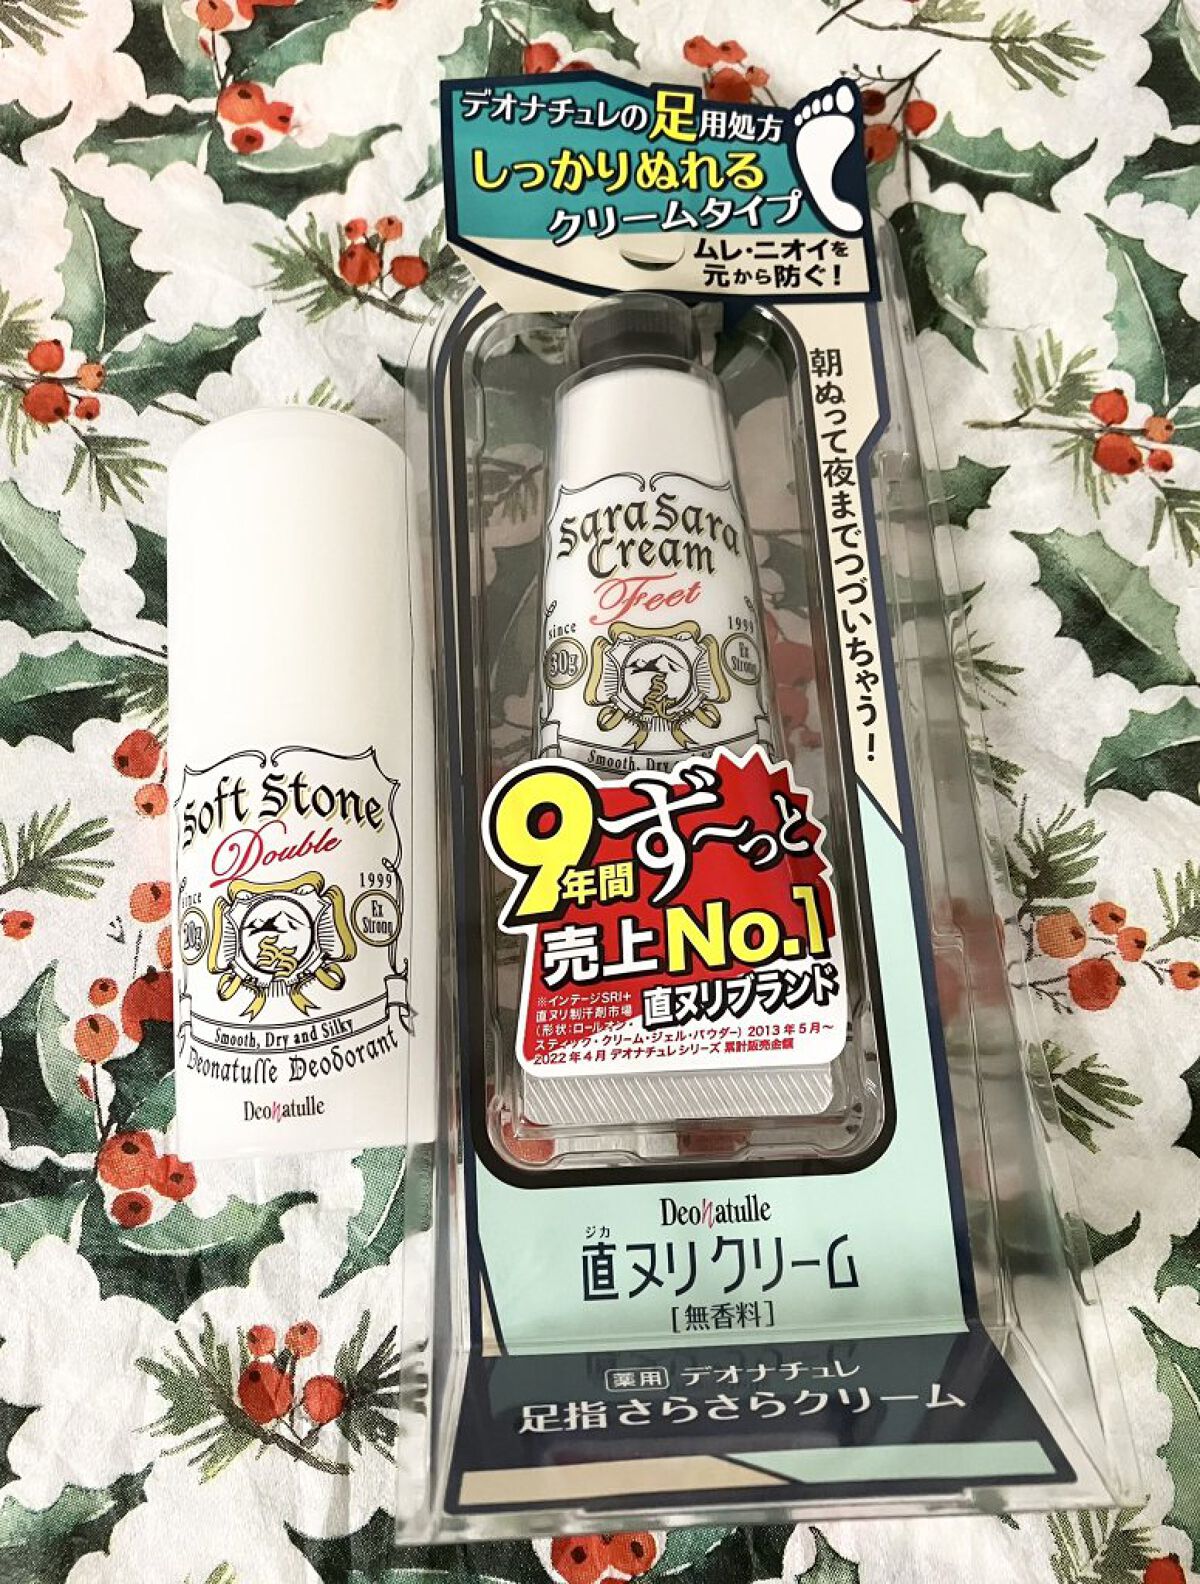 デオナチュレの足用処方
しっかりぬれる
クリームタイプ
ムレ・ニオイを
元から防ぐ!
朝ぬって夜までつづいちゃう!
Sara Sara
Cream
Feet
since
1999
30g
Ex
Strong
Smooth, Dry
9年間ず〜っと
売上No.1
直ヌリブランド
※インテージSRI+
直ヌリ制汗剤市場
(形状:ロールオン・
スティック・クリーム・ジェル・パウダー) 2013年5月〜
2022年4月 デオナチュレシリーズ 累計販売金額
Deonatulle
ジカ
直ヌリクリーム
[無香料]
薬用 デオナチュレ
足指さらさらクリーム
Soft Stone
Double
since
1999
20g
Ex
Strong
SS
Smooth, Dry and Silky
Deonatulle Deodorant
Deonatulle